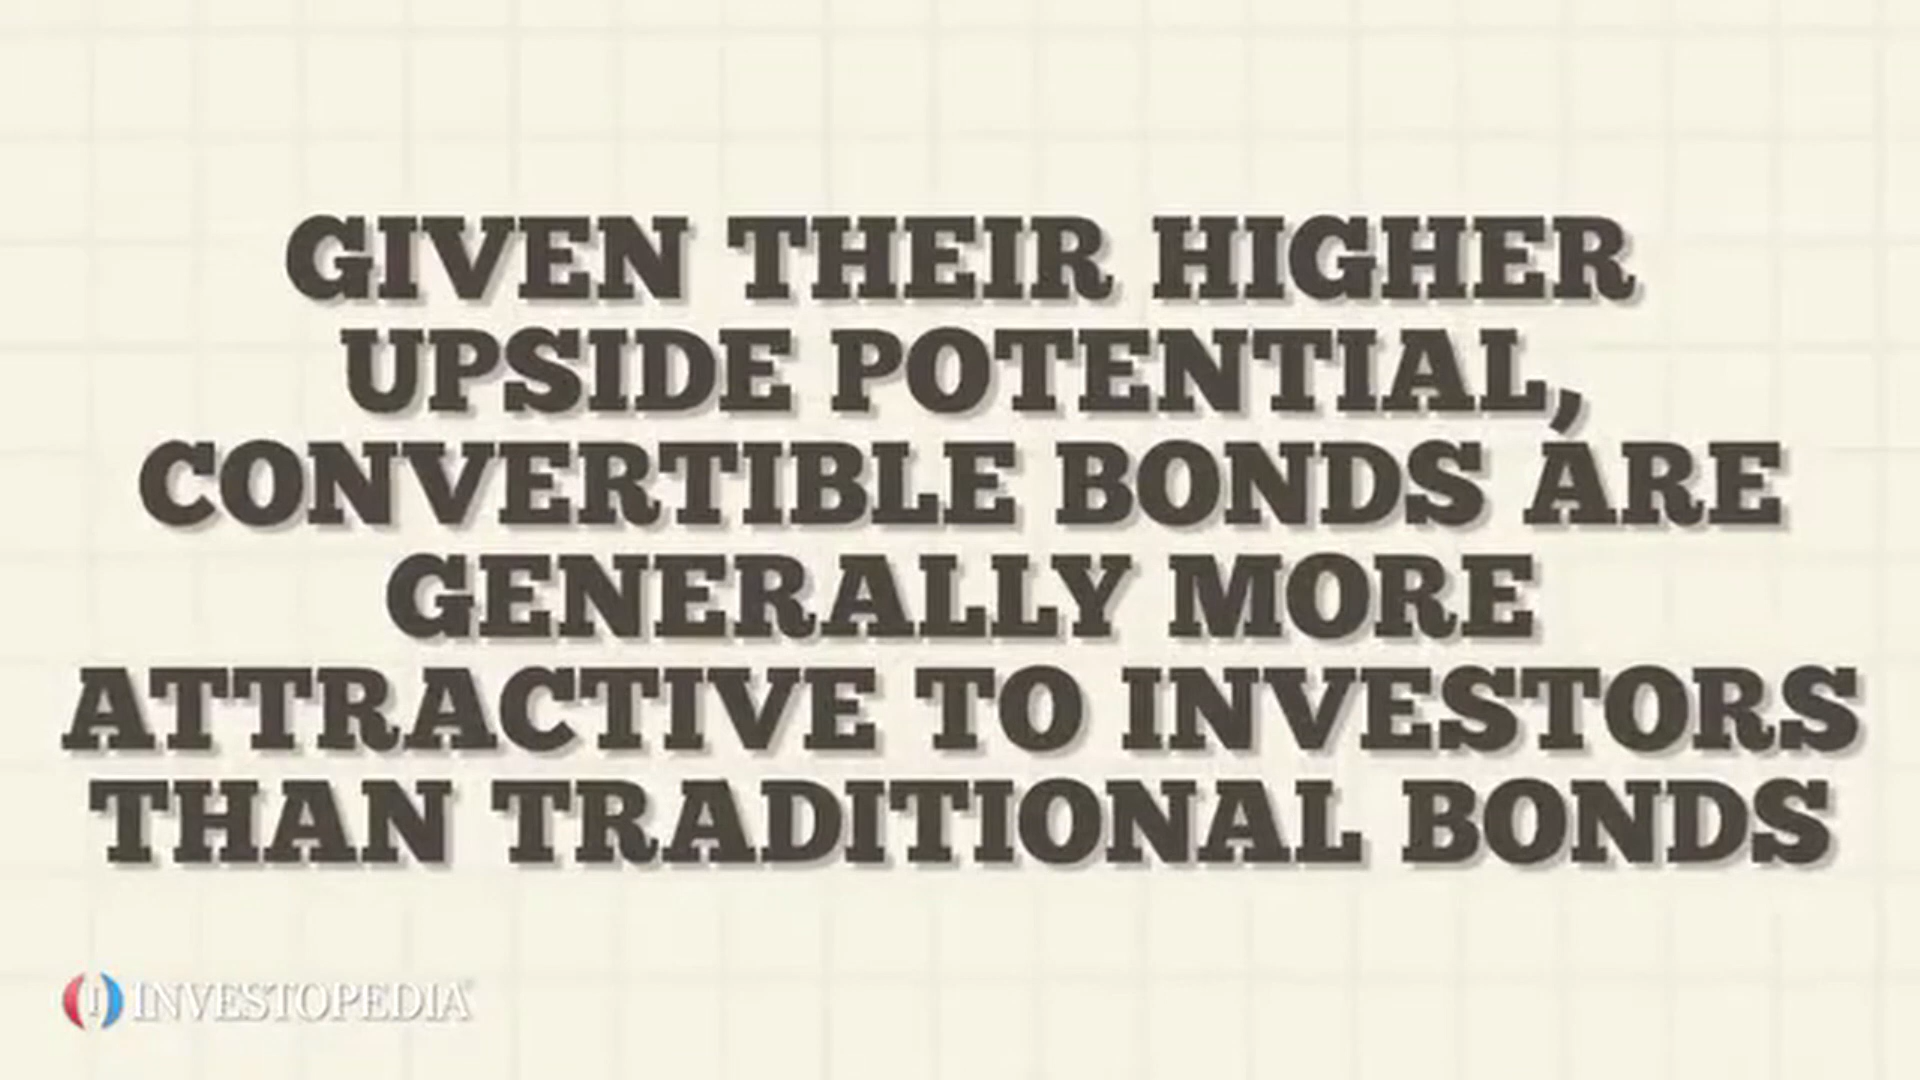 GIVEN THEIR HIGHER
UPSIDE POTENTIAL,
CONVERTIBLE BONDS ARE
GENERALLY MORE
ATTRACTIVE TO INVESTORS
THAN TRADITIONAL BONDS
I INVESTOPEDIA